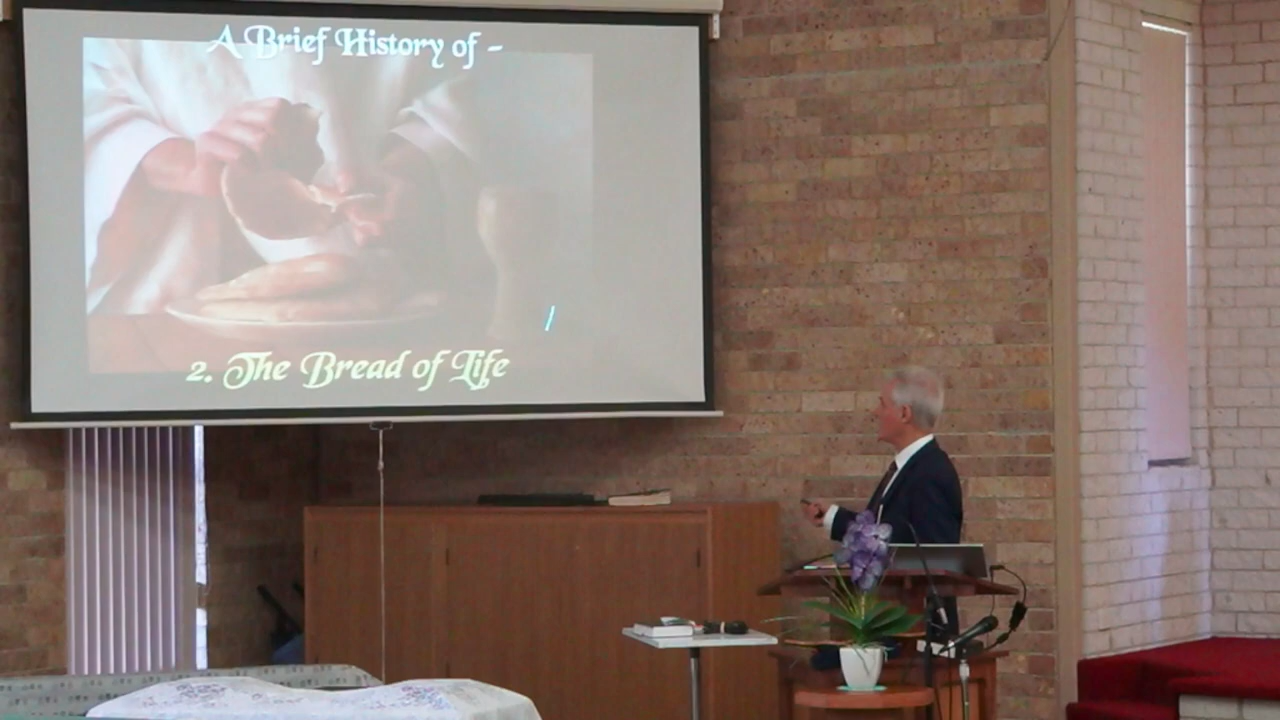 A Brief History of -
2. The Bread of Life